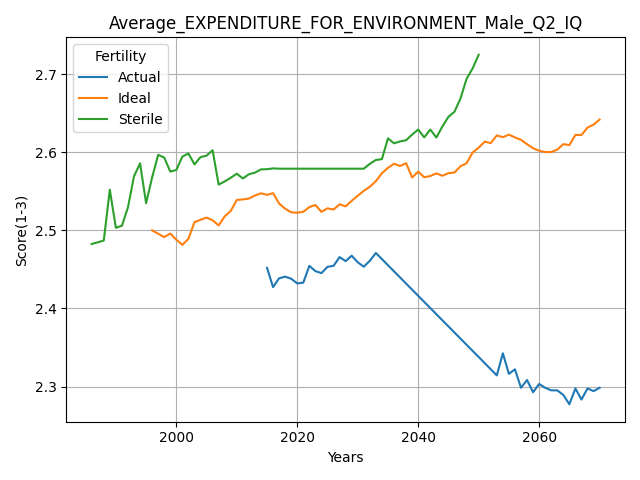 Average_EXPENDITURE_FOR_ENVIRONMENT_Male_Q2_IQ
Fertility
Actual
Ideal
Sterile
Score(1-3)
2.7
2.6
2.5
2.4
2.3
2000 2020 2040 2060
Years